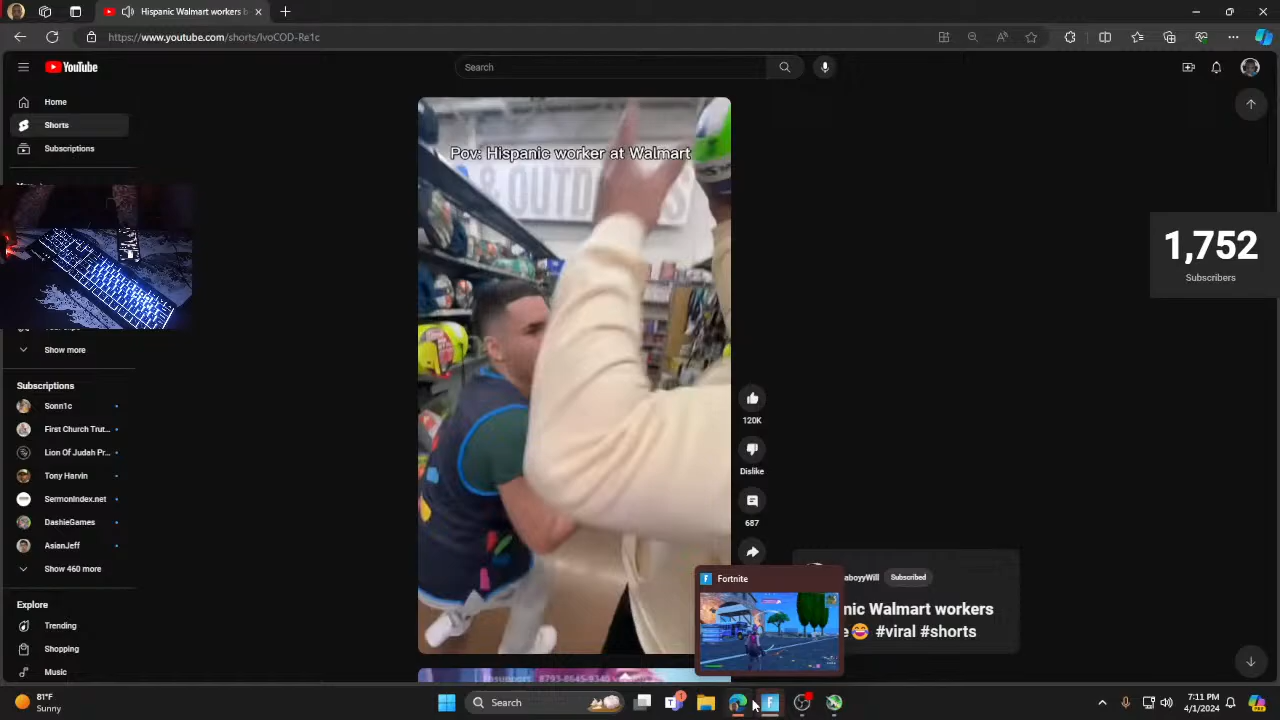 Hispanic Walmart workers b
https://www.youtube.com/shorts/IvoCOD-Re1c
YouTube
Search
Home
Shorts
Subscriptions
Show more
Subscriptions
Sonn1c
First Church Trut...
Lion Of Judah Pr...
Tony Harvin
SermonIndex.net
DashieGames
AsianJeff
Show 460 more
Explore
Trending
Shopping
Music
Pov: Hispanic worker at Walmart
& OUTD
120K
Dislike
687
1,752
Subscribers
aboyyWill
Subscribed
nic Walmart workers
e😂 #viral #shorts
Fortnite
81°F
Sunny
Search
7:11 PM
4/1/2024